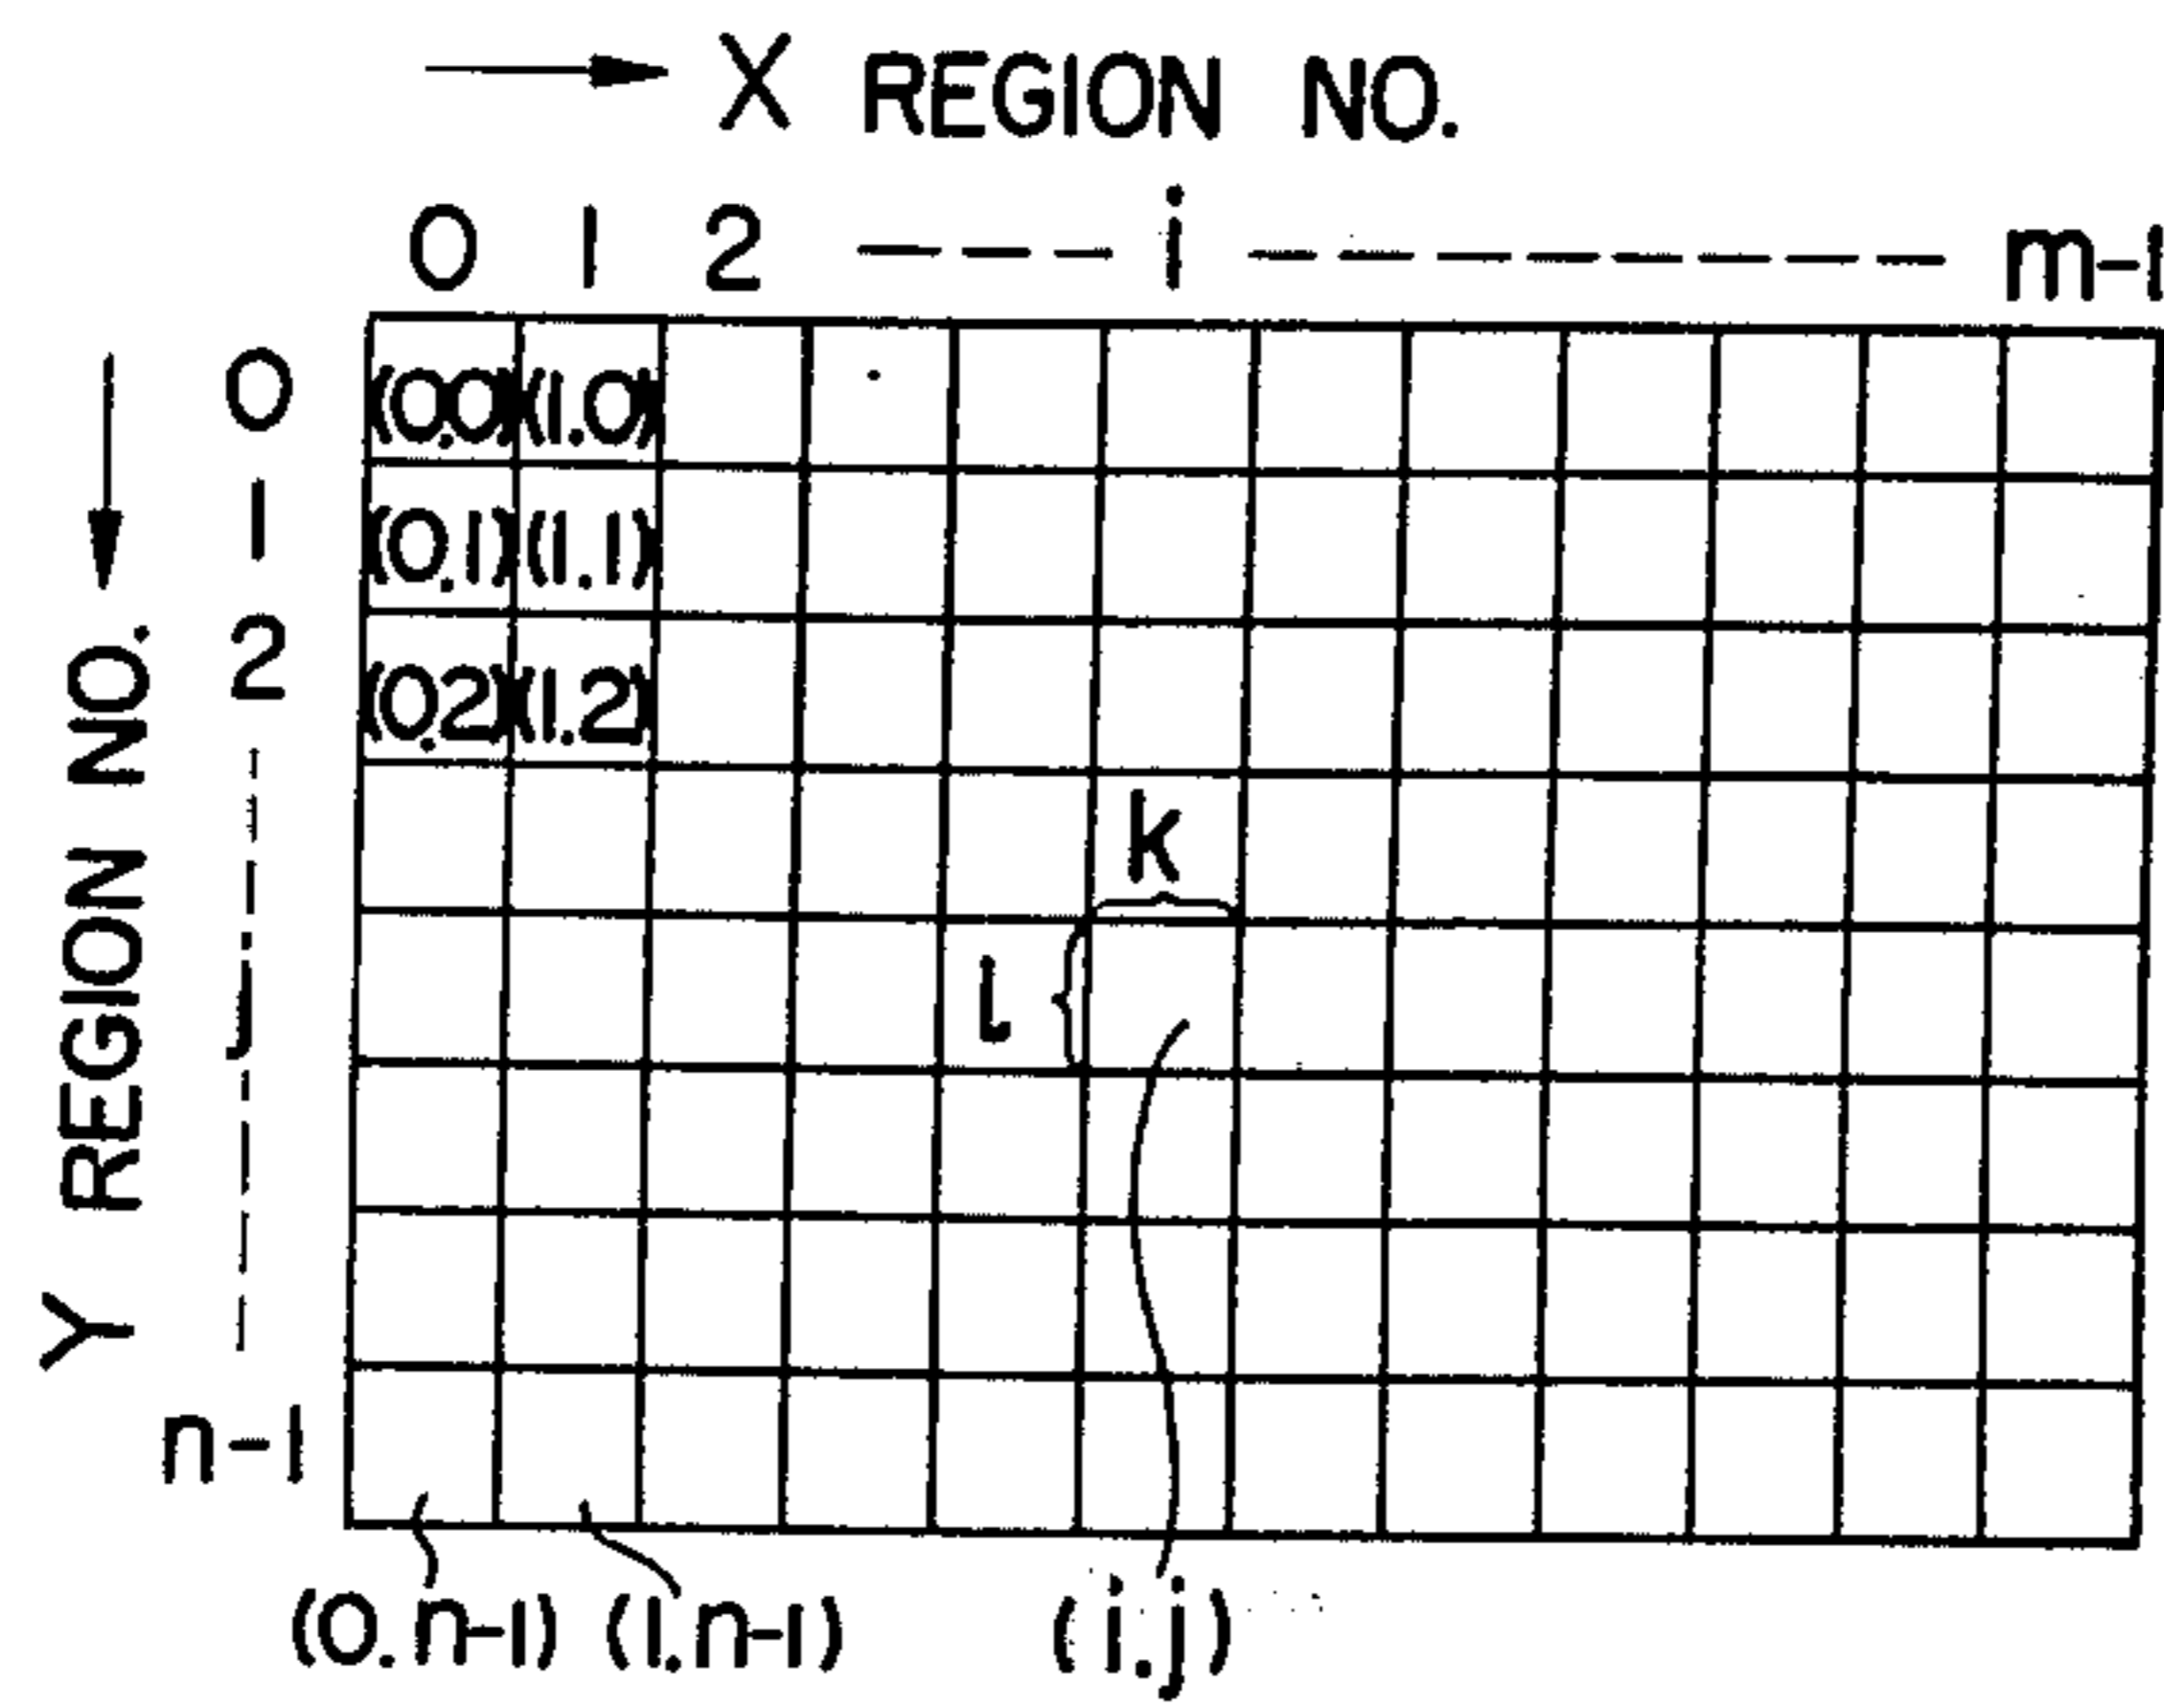 X REGION NO.
0 1 2 ---i-------- m-1
Y REGION NO.
0
1
2
j
n-1
(0.0) (1.0)
(0.1) (1.1)
(0.2) (1.2)
k
l
(0.n-1) (1.n-1) (i.j)